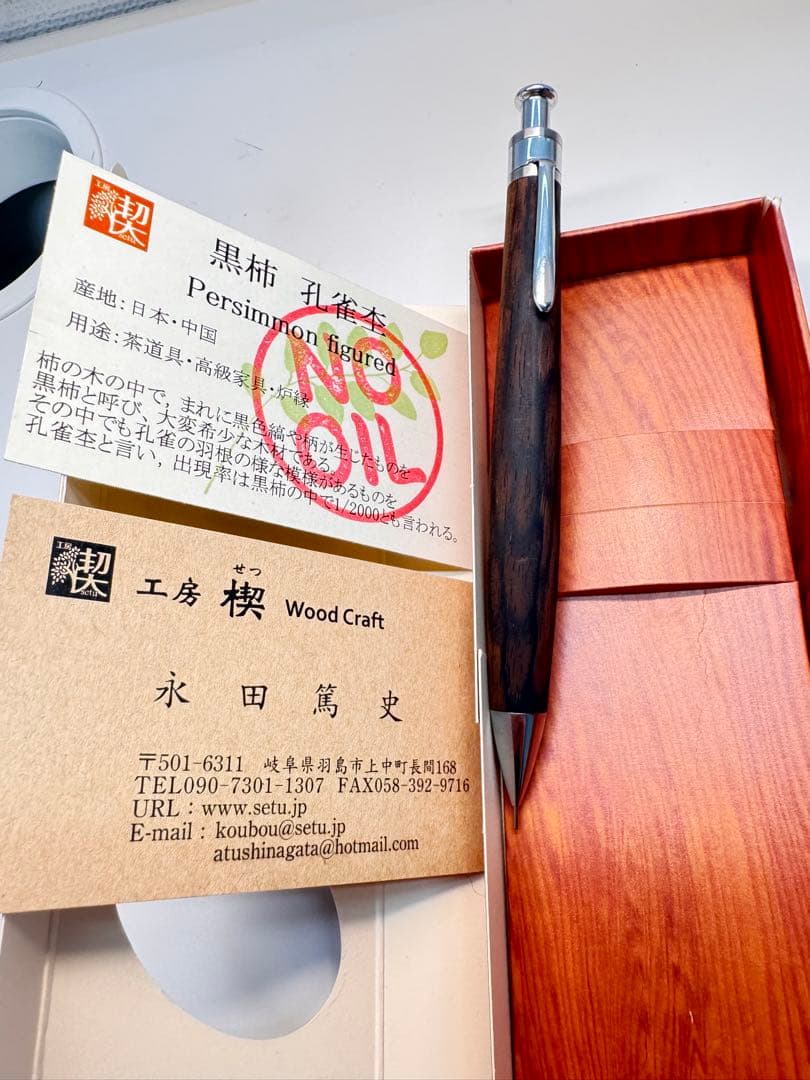 工房 楔 setu
黒柿 孔雀杢
Persimmon figured
産地:日本・中国
用途:茶道具・高級家具・炉縁
柿の木の中で、まれに黒色縞や柄が生じたものを
黒柿と呼び、大変希少な木材である。
その中でも孔雀の羽根の様な模様があるものを
孔雀杢と言い、出現率は黒柿の中で1/2000とも言われる。
NO
OIL
工房 楔 setu
せつ
工房 楔 Wood Craft
永田篤史
〒501-6311 岐阜県羽島市上中町長間168
TEL090-7301-1307 FAX058-392-9716
URL:www.setu.jp
E-mail:koubou@setu.jp
atushinagata@hotmail.com